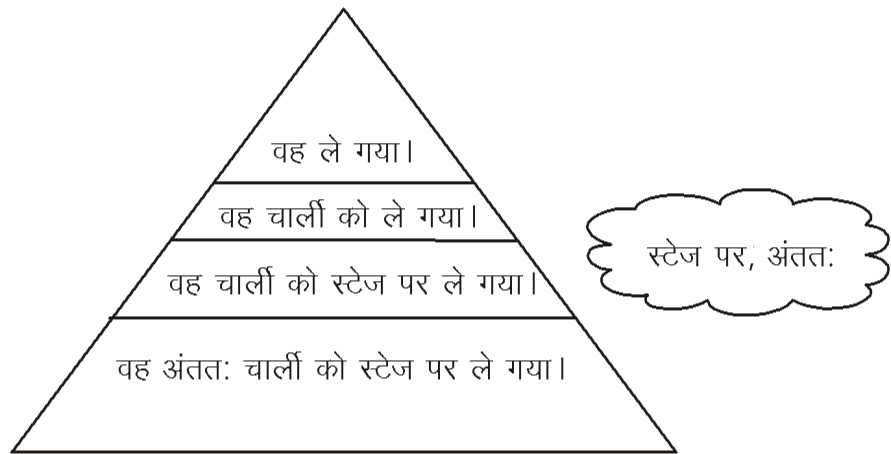 वह ले गया।
वह चार्ली को ले गया।
वह चार्ली को स्टेज पर ले गया।
वह अंतत: चार्ली को स्टेज पर ले गया।
स्टेज पर, अंतत: